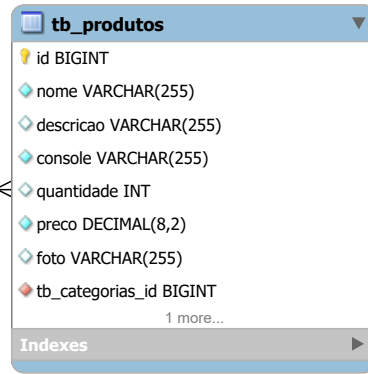 tb_produtos
id BIGINT
nome VARCHAR(255)
descricao VARCHAR(255)
console VARCHAR(255)
quantidade INT
preco DECIMAL(8,2)
foto VARCHAR(255)
tb_categorias_id BIGINT
1 more...
Indexes